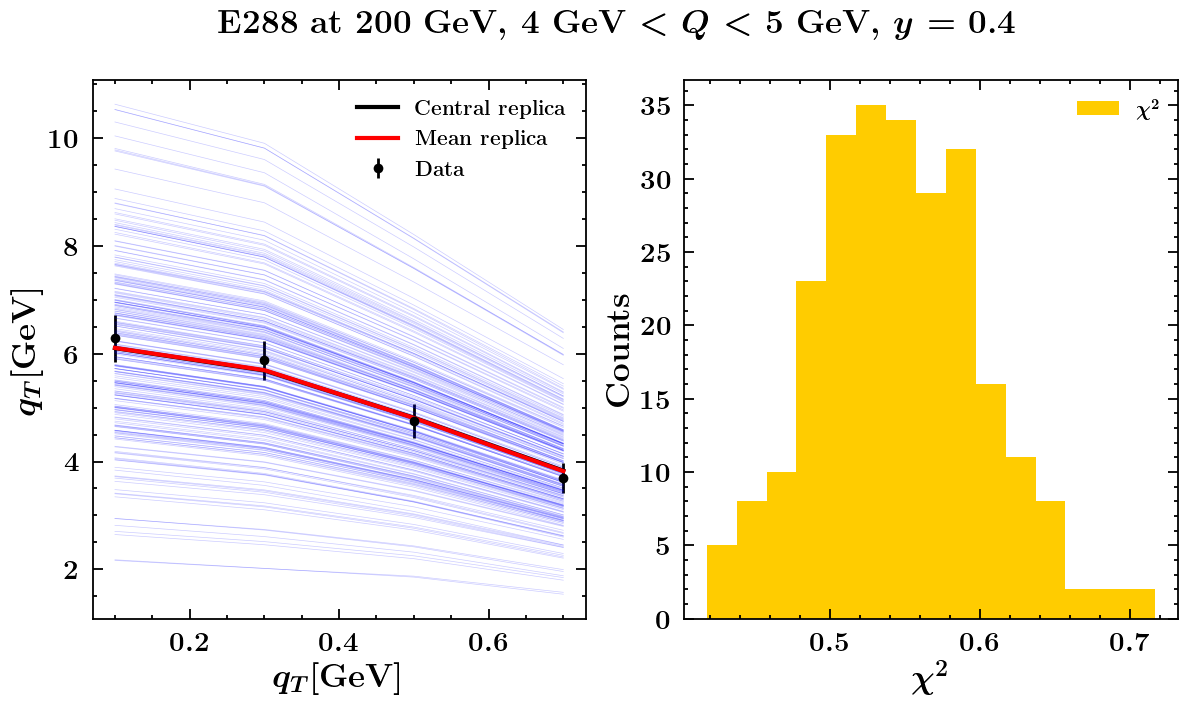 E288 at 200 GeV, 4 GeV < Q < 5 GeV, y = 0.4
Central replica
Mean replica
Data
10
8
6
4
2
0.2 0.4 0.6
q_T[GeV]
q_T[GeV]
χ²
35
30
25
20
15
10
5
0
0.5 0.6 0.7
Counts
χ²